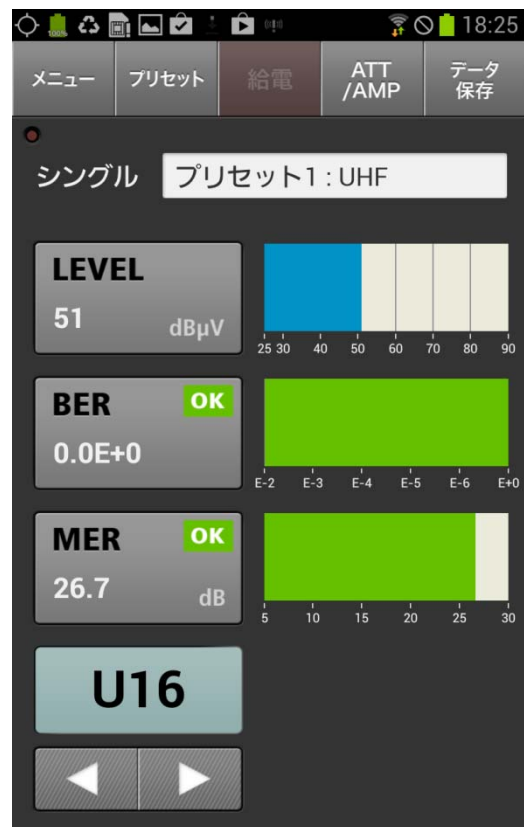 100%
18:25
メニュー
プリセット
給電
ATT
/AMP
データ
保存
シングル
プリセット1 : UHF
LEVEL
51
dBµV
25 30 40 50 60 70 80 90
BER
OK
0.0E+0
E-2 E-3 E-4 E-5 E-6 E+0
MER
OK
26.7
dB
5 10 15 20 25 30
U16